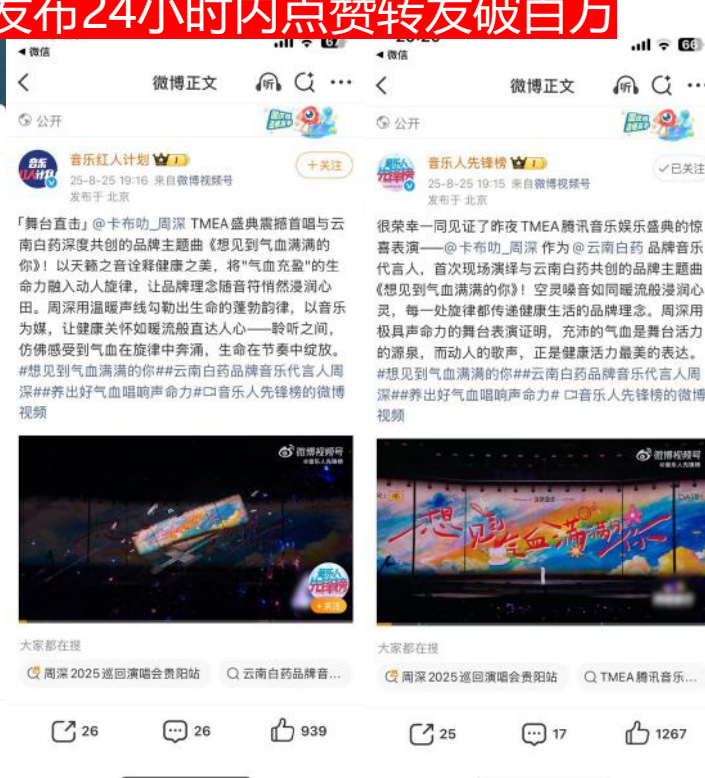 发布24小时内点赞转发破百万
微信
微博正文
听
公开
音乐红人计划
+关注
25-8-25 19:16 来自微博视频号
发布于 北京
「舞台直击」@卡布叻_周深 TMEA盛典震撼首唱与云
南白药深度共创的品牌主题曲《想见到气血满满的
你》！以天籁之音诠释健康之美，将"气血充盈"的生
命力融入动人旋律，让品牌理念随音符悄然浸润心
田。周深用温暖声线勾勒出生命的蓬勃韵律，以音乐
为媒，让健康关怀如暖流般直达人心——聆听之间，
仿佛感受到气血在旋律中奔涌，生命在节奏中绽放。
#想见到气血满满的你##云南白药品牌音乐代言人周
深##养出好气血唱响声命力#音乐人先锋榜的微博
视频
微博视频号
@音乐人先锋榜
音乐人
先锋榜
+关注
大家都在搜
周深2025巡回演唱会贵阳站
云南白药品牌音...
26
26
939
微信
66
微博正文
听
公开
音乐人先锋榜
已关注
25-8-25 19:15 来自微博视频号
发布于 北京
很荣幸一同见证了昨夜TMEA腾讯音乐娱乐盛典的惊
喜表演——@卡布叻_周深 作为@云南白药 品牌音乐
代言人，首次现场演绎与云南白药共创的品牌主题曲
《想见到气血满满的你》！空灵嗓音如同暖流般浸润心
灵，每一处旋律都传递健康生活的品牌理念。周深用
极具声命力的舞台表演证明，充沛的气血是舞台活力
的源泉，而动人的歌声，正是健康活力最美的表达。
#想见到气血满满的你##云南白药品牌音乐代言人周
深##养出好气血唱响声命力# 音乐人先锋榜的微博
视频
微博视频号
@音乐人先锋榜
想见到气血满满的你
大家都在搜
周深2025巡回演唱会贵阳站
TMEA腾讯音乐...
25
17
1267